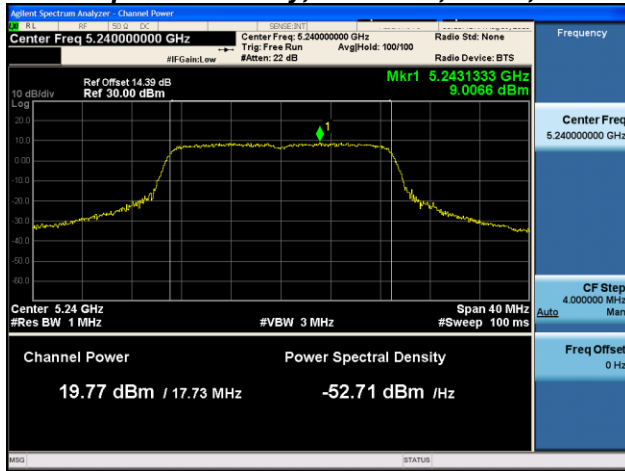 Agilent Spectrum Analyzer - Channel Power
RL RF 50 Ω DC SENSE:INT
Center Freq 5.240000000 GHz
Center Freq: 5.240000000 GHz
Radio Std: None
Trig: Free Run Avg|Hold: 100/100
#IFGain:Low
#Atten: 22 dB
Radio Device: BTS
Frequency
Mkr1 5.2431333 GHz
9.0066 dBm
Ref Offset 14.39 dB
10 dB/div Ref 30.00 dBm
Log
20.0
10.0
0.00
-10.0
-20.0
-30.0
-40.0
-50.0
-60.0
1
Center Freq
5.240000000 GHz
Center 5.24 GHz
Span 40 MHz
#Res BW 1 MHz
#VBW 3 MHz
#Sweep 100 ms
CF Step
4.000000 MHz
Auto Man
Freq Offset
0 Hz
Channel Power
Power Spectral Density
19.77 dBm / 17.73 MHz
-52.71 dBm /Hz
MSG
STATUS